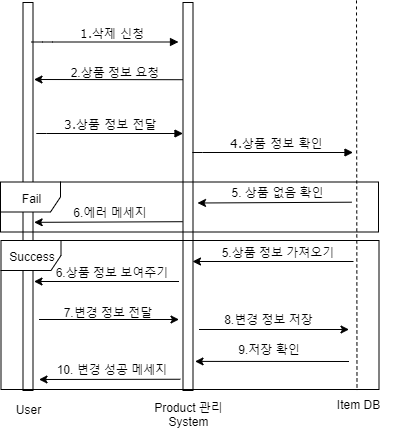 1.삭제 신청
2.상품 정보 요청
3.상품 정보 전달
4.상품 정보 확인
Fail
5. 상품 없음 확인
6.에러 메세지
Success
5.상품 정보 가져오기
6.상품 정보 보여주기
7.변경 정보 전달
8.변경 정보 저장
9.저장 확인
10. 변경 성공 메세지
User
Product 관리
System
Item DB